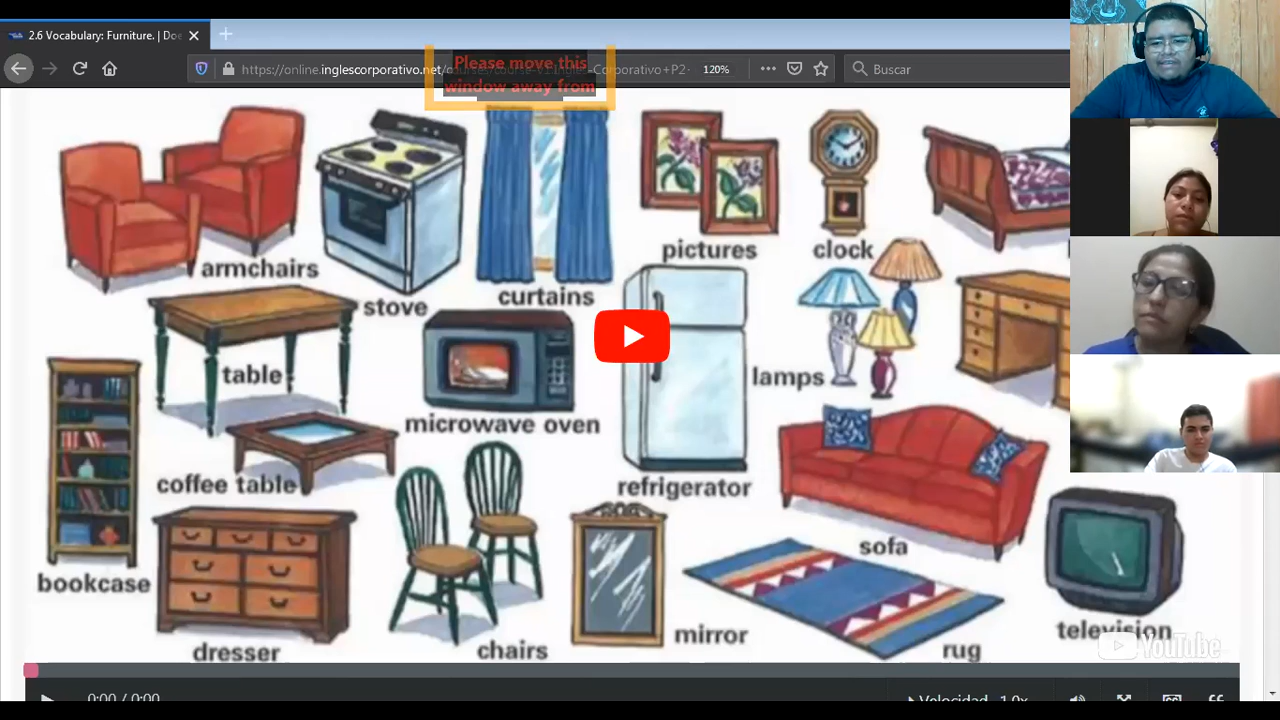 2.6 Vocabulary: Furniture. | Do
https://online.inglescorporativo.net/
Corporativo+P2
120%
Buscar
Please move this
window away from
armchairs
stove
curtains
pictures
clock
table
microwave oven
lamps
coffee table
refrigerator
sofa
bookcase
dresser
chairs
mirror
rug
television
YouTube
0:00 / 0:00
Velocidad 1.0x